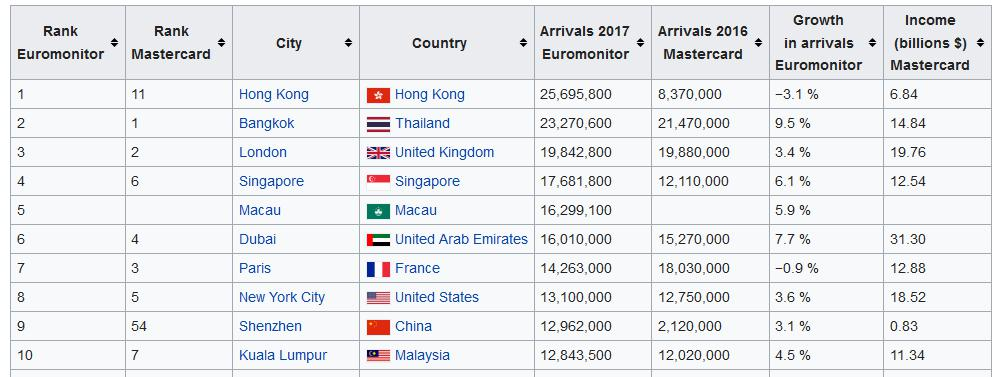 Rank Euromonitor Rank Mastercard City Country Arrivals 2017 Euromonitor Arrivals 2016 Mastercard Growth in arrivals Euromonitor Income (billions $) Mastercard
1 11 Hong Kong Hong Kong 25,695,800 8,370,000 −3.1 % 6.84
2 1 Bangkok Thailand 23,270,600 21,470,000 9.5 % 14.84
3 2 London United Kingdom 19,842,800 19,880,000 3.4 % 19.76
4 6 Singapore Singapore 17,681,800 12,110,000 6.1 % 12.54
5 Macau Macau 16,299,100 5.9 %
6 4 Dubai United Arab Emirates 16,010,000 15,270,000 7.7 % 31.30
7 3 Paris France 14,263,000 18,030,000 −0.9 % 12.88
8 5 New York City United States 13,100,000 12,750,000 3.6 % 18.52
9 54 Shenzhen China 12,962,000 2,120,000 3.1 % 0.83
10 7 Kuala Lumpur Malaysia 12,843,500 12,020,000 4.5 % 11.34